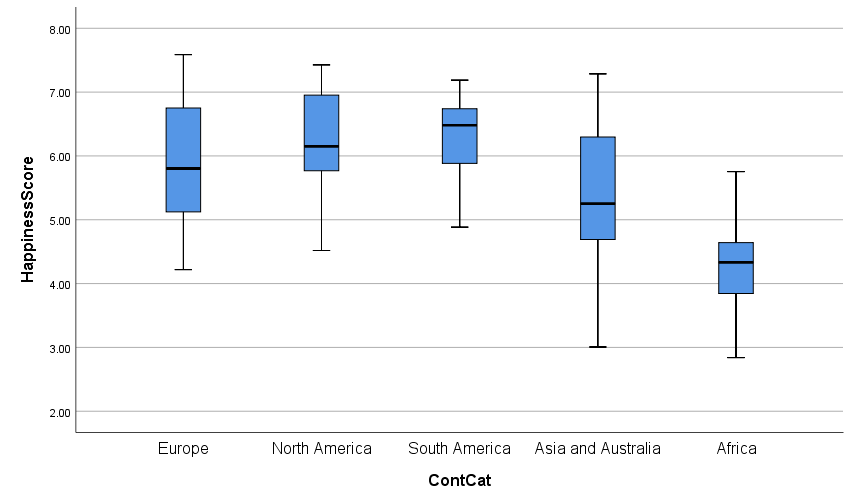 8.00
7.00
6.00
5.00
4.00
3.00
2.00
HappinessScore
Europe North America South America Asia and Australia Africa
ContCat